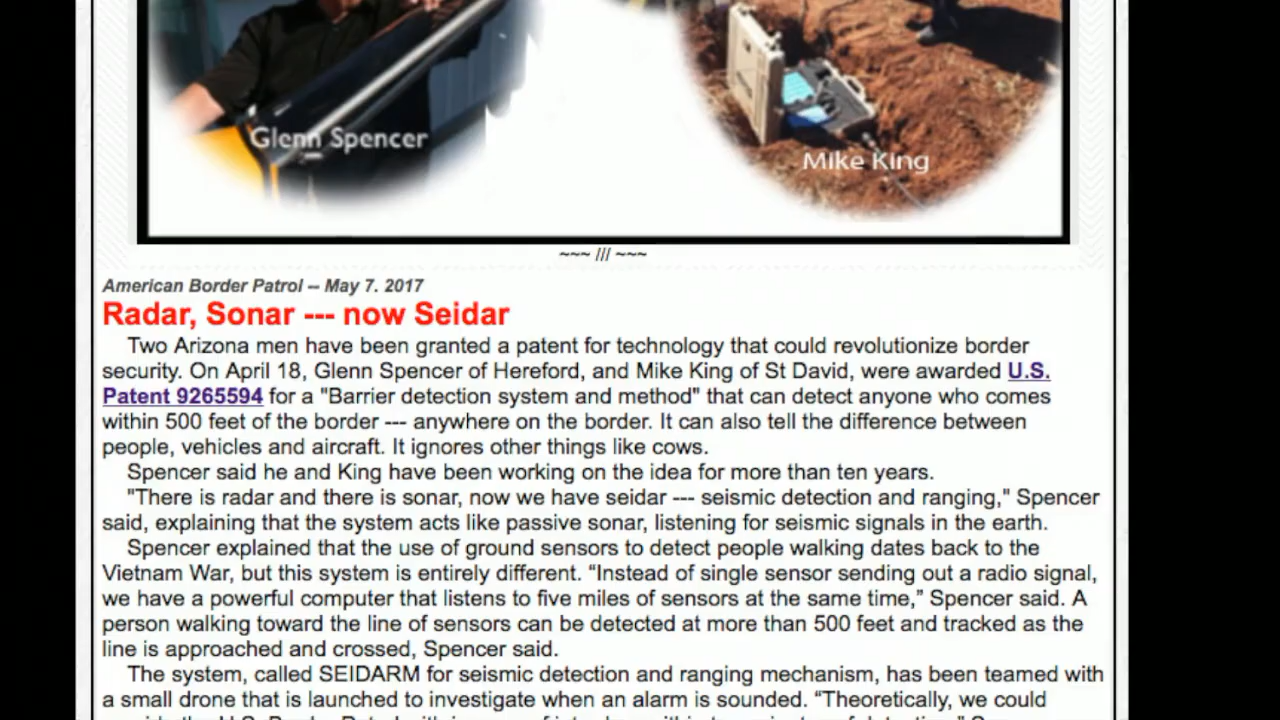 Glenn Spencer
Mike King
~~~ /// ~~~
American Border Patrol -- May 7. 2017
Radar, Sonar --- now Seidar
Two Arizona men have been granted a patent for technology that could revolutionize border
security. On April 18, Glenn Spencer of Hereford, and Mike King of St David, were awarded U.S.
Patent 9265594 for a "Barrier detection system and method" that can detect anyone who comes
within 500 feet of the border --- anywhere on the border. It can also tell the difference between
people, vehicles and aircraft. It ignores other things like cows.
Spencer said he and King have been working on the idea for more than ten years.
"There is radar and there is sonar, now we have seidar --- seismic detection and ranging," Spencer
said, explaining that the system acts like passive sonar, listening for seismic signals in the earth.
Spencer explained that the use of ground sensors to detect people walking dates back to the
Vietnam War, but this system is entirely different. “Instead of single sensor sending out a radio signal,
we have a powerful computer that listens to five miles of sensors at the same time,” Spencer said. A
person walking toward the line of sensors can be detected at more than 500 feet and tracked as the
line is approached and crossed, Spencer said.
The system, called SEIDARM for seismic detection and ranging mechanism, has been teamed with
a small drone that is launched to investigate when an alarm is sounded. “Theoretically, we could